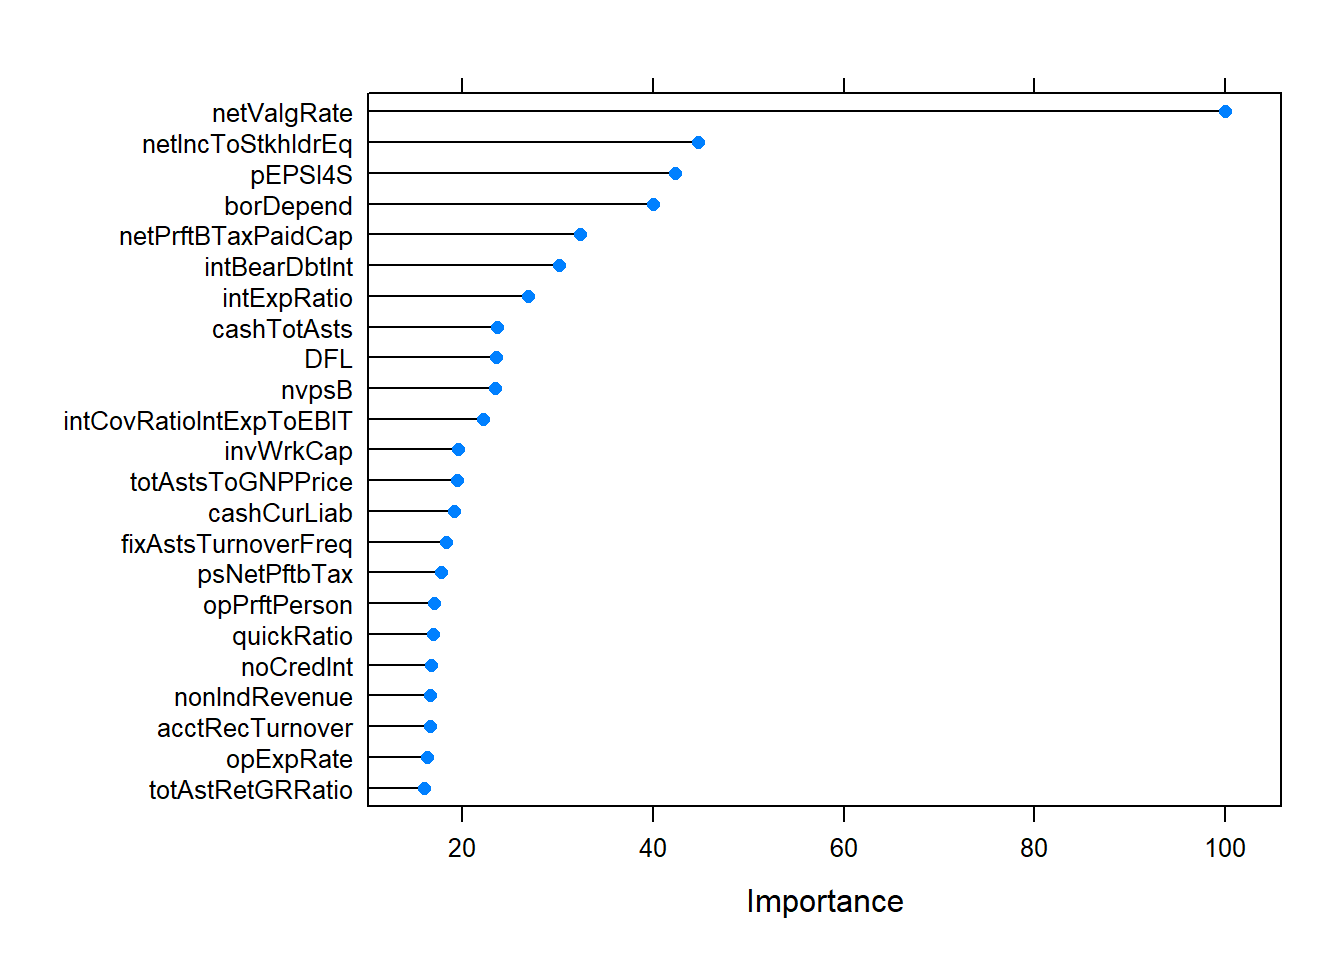 netValgRate
netIncToStkhldrEq
pEPSl4S
borDepend
netPrftBTaxPaidCap
intBearDbtInt
intExpRatio
cashTotAsts
DFL
nvpsB
intCovRatioIntExpToEBIT
invWrkCap
totAstsToGNPPrice
cashCurLiab
fixAstsTurnoverFreq
psNetPftbTax
opPrftPerson
quickRatio
noCredInt
nonIndRevenue
acctRecTurnover
opExpRate
totAstRetGRRatio
20 40 60 80 100
Importance